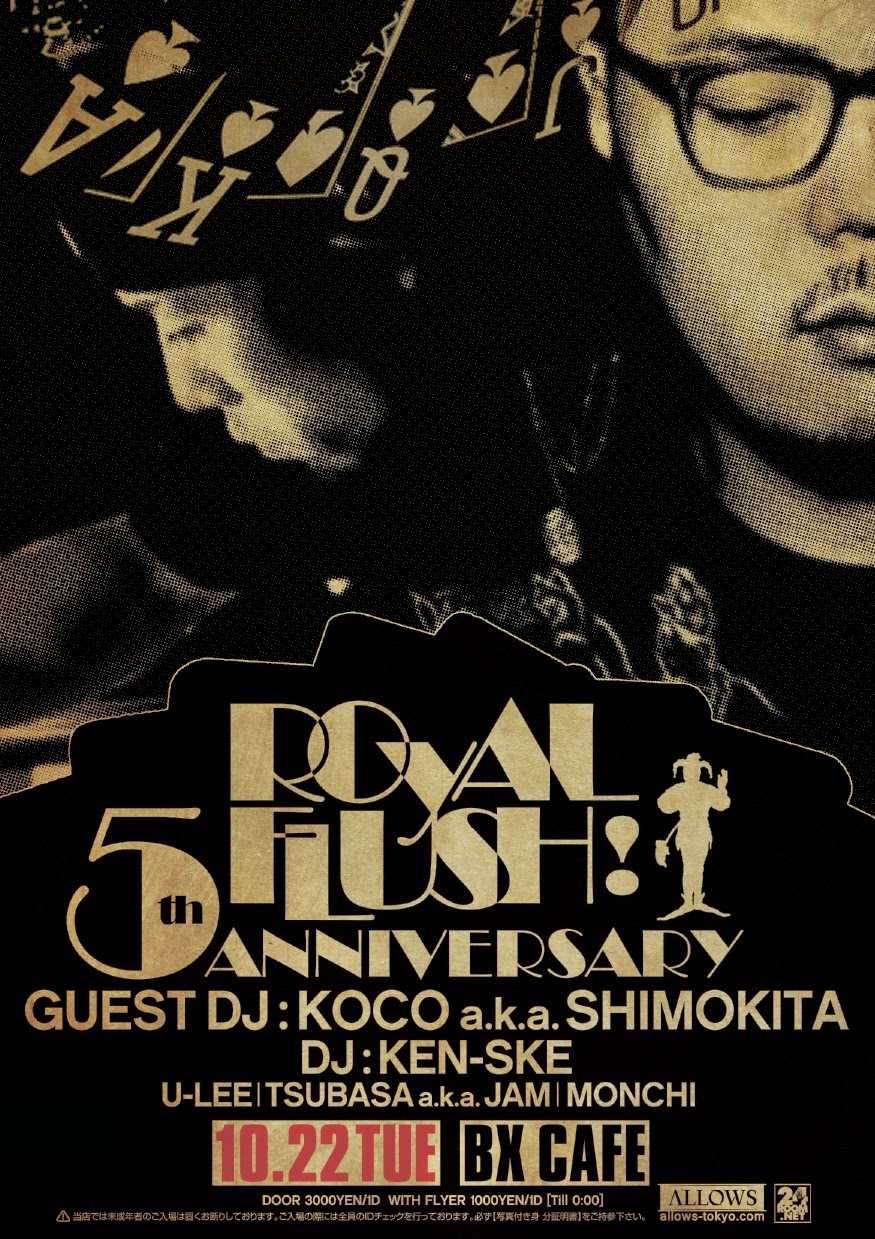 A
K
Q
J
ROYAL
FLUSH!
5th
ANNIVERSARY
GUEST DJ : KOCO a.k.a. SHIMOKITA
DJ : KEN-SKE
U-LEE | TSUBASA a.k.a. JAM | MONCHI
10.22 TUE BX CAFE
DOOR 3000YEN/1D WITH FLYER 1000YEN/1D [Till 0:00]
当店では未成年者のご入場は固くお断りしております。ご入場の際には全員のIDチェックを行っております。必ず【写真付き身 分証明書】をご持参下さい。
ALLOWS
allows-tokyo.com
24
ROOM
.NET